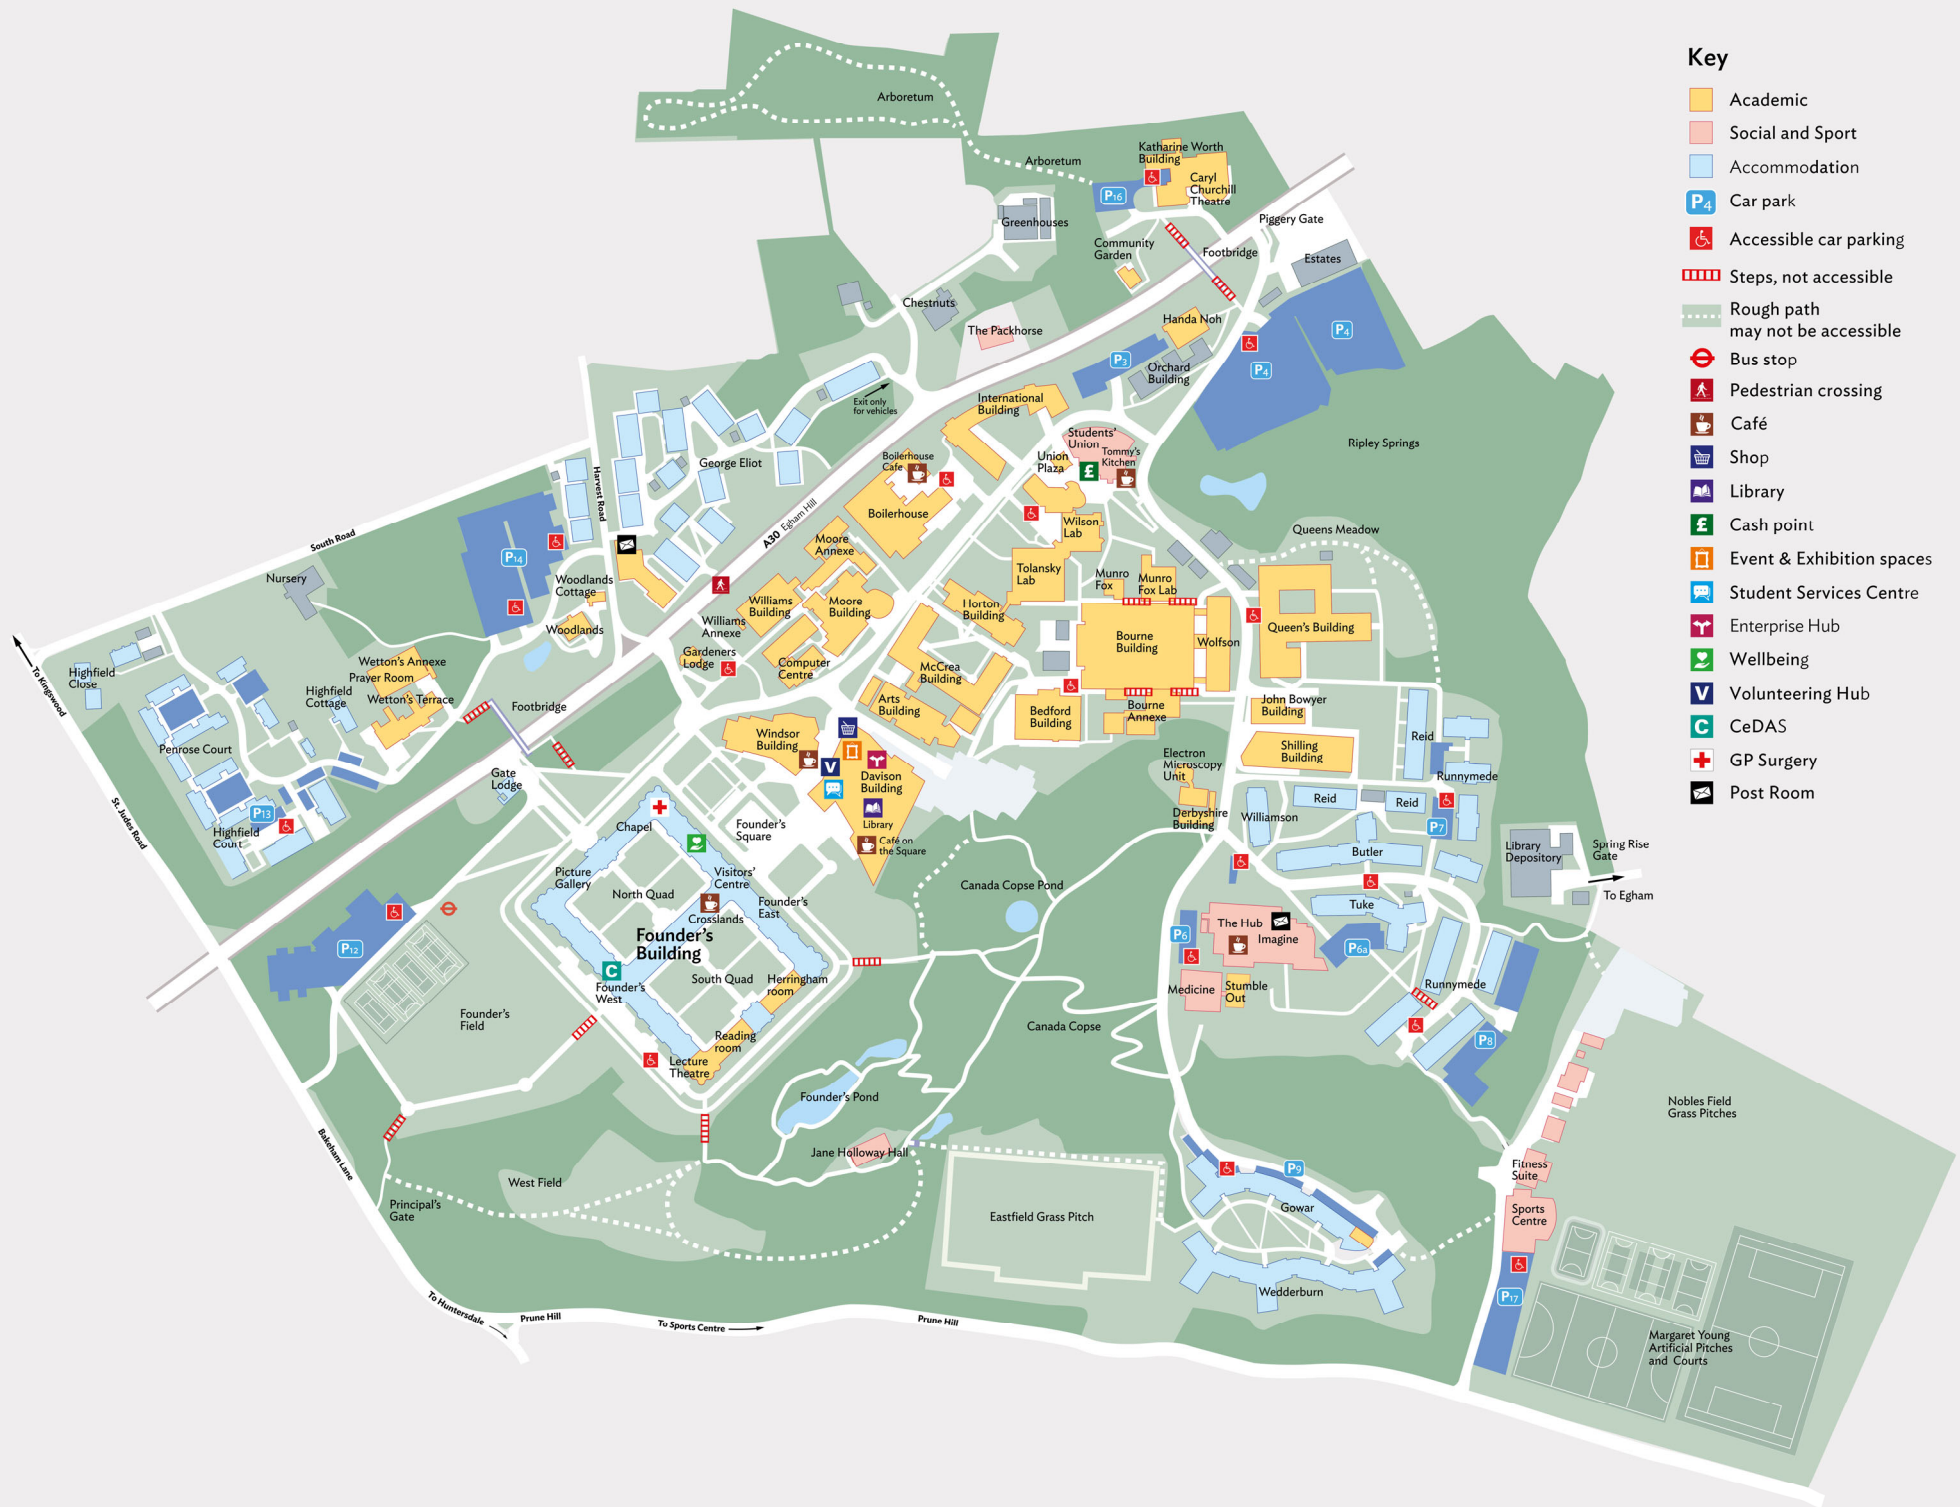 Key
Academic
Social and Sport
Accommodation
P4 Car park
Accessible car parking
Steps, not accessible
Rough path
may not be accessible
Bus stop
Pedestrian crossing
Café
Shop
Library
£ Cash point
Event & Exhibition spaces
Student Services Centre
Enterprise Hub
Wellbeing
V Volunteering Hub
C CeDAS
GP Surgery
Post Room
Arboretum
Arboretum
Katharine Worth
Building
Caryl
Churchill
Theatre
P16
Greenhouses
Piggery Gate
Community
Garden
Footbridge
Estates
Chestnuts
The Packhorse
Handa Noh
P4
P4
P3
Orchard
Building
Exit only
for vehicles
International
Building
Ripley Springs
Students'
Union
Tommy's
Kitchen
Union
Plaza
£
Boilerhouse
Cafe
Boilerhouse
George Eliot
Harvest Road
A30 Egham Hill
South Road
P14
Nursery
Woodlands
Cottage
Woodlands
Moore
Annexe
Williams
Building
Moore
Building
Williams
Annexe
Gardeners
Lodge
Computer
Centre
Wilson
Lab
Tolansky
Lab
Munro
Fox
Munro
Fox Lab
Horton
Building
Queens Meadow
Bourne
Building
Wolfson
Queen's Building
McCrea
Building
Arts
Building
Bedford
Building
Bourne
Annexe
John Bowyer
Building
Shilling
Building
Reid
Runnymede
Electron
Microscopy
Unit
Derbyshire
Building
Williamson
Reid
Reid
P7
Butler
Tuke
Library
Depository
Spring Rise
Gate
To Egham
To Kingswood
Highfield
Close
Wetton's Annexe
Prayer Room
Wetton's Terrace
Highfield
Cottage
Footbridge
Penrose Court
P13
Highfield
Court
St. Judes Road
Gate
Lodge
Windsor
Building
V
Davison
Building
Library
Café on
the Square
Founder's
Square
Chapel
Picture
Gallery
North Quad
Visitors'
Centre
Crosslands
Founder's
East
Founder's
Building
C
Founder's
West
South Quad
Herringham
room
Reading
room
Lecture
Theatre
P12
Founder's
Field
Canada Copse Pond
Canada Copse
P6
The Hub
Imagine
P6a
Medicine
Stumble
Out
Runnymede
P8
Founder's Pond
Jane Holloway Hall
West Field
Principal's
Gate
Bakeham Lane
To Huntersdale
Prune Hill
To Sports Centre
Prune Hill
Eastfield Grass Pitch
P9
Gowar
Wedderburn
Nobles Field
Grass Pitches
Fitness
Suite
Sports
Centre
P17
Margaret Young
Artificial Pitches
and Courts